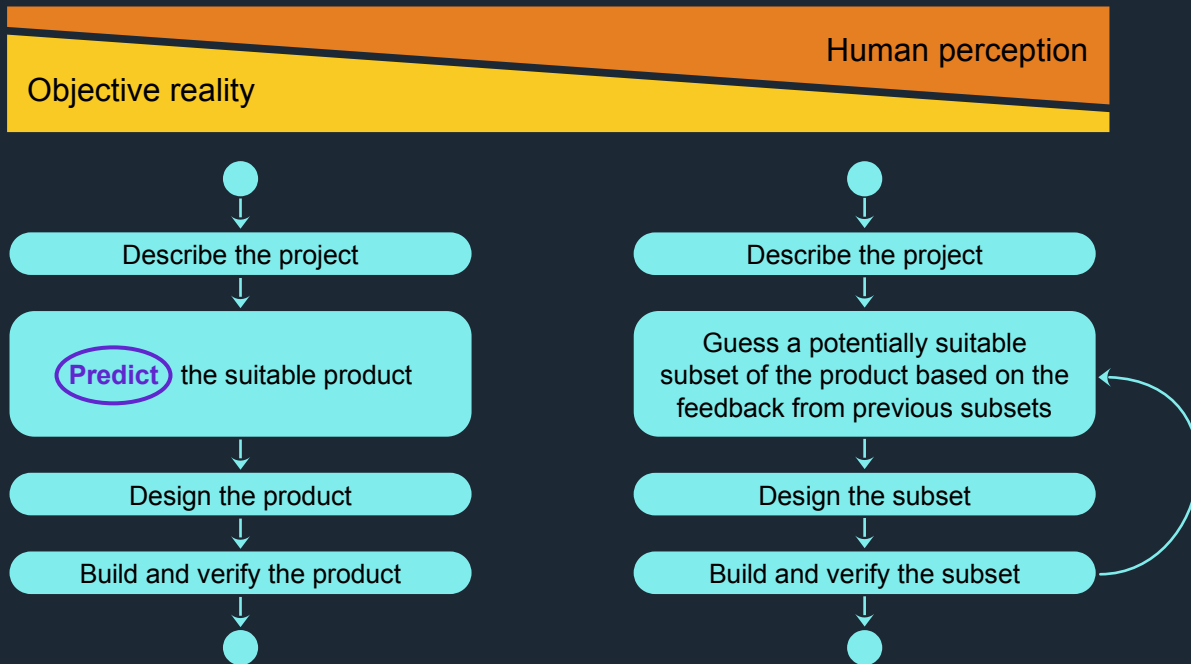 Human perception
Objective reality
Describe the project
Predict the suitable product
Design the product
Build and verify the product
Describe the project
Guess a potentially suitable
subset of the product based on the
feedback from previous subsets
Design the subset
Build and verify the subset